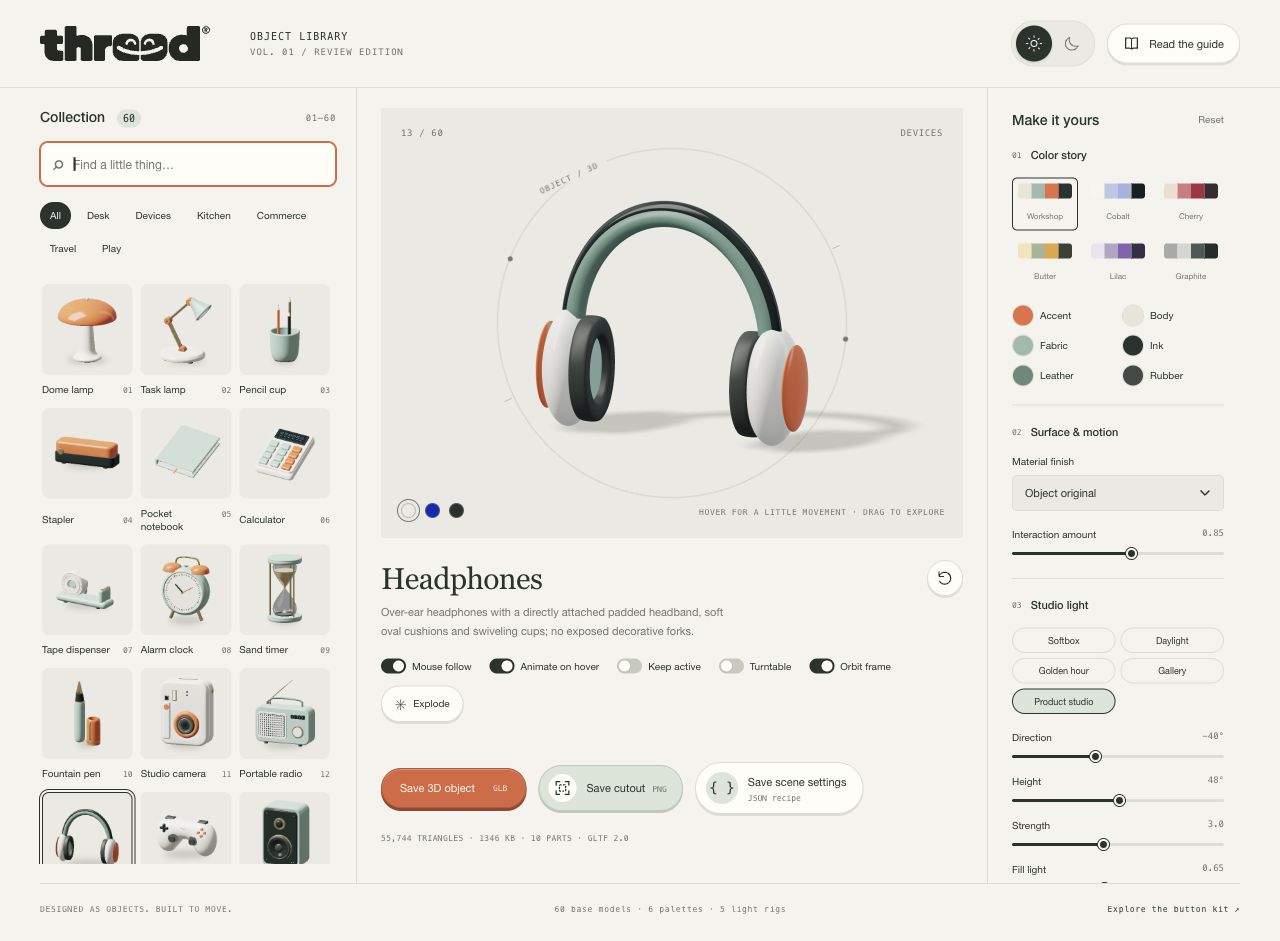 threed®
OBJECT LIBRARY
VOL. 01 / REVIEW EDITION
Read the guide
Collection 60 01—60
Find a little thing...
All Desk Devices Kitchen Commerce
Travel Play
Dome lamp 01 Task lamp 02 Pencil cup 03
Stapler 04 Pocket notebook 05 Calculator 06
Tape dispenser 07 Alarm clock 08 Sand timer 09
Fountain pen 10 Studio camera 11 Portable radio 12
13 / 60 DEVICES
OBJECT / 3D
HOVER FOR A LITTLE MOVEMENT · DRAG TO EXPLORE
Headphones
Over-ear headphones with a directly attached padded headband, soft
oval cushions and swiveling cups; no exposed decorative forks.
Mouse follow Animate on hover Keep active Turntable Orbit frame
Explode
Save 3D object GLB Save cutout PNG { } Save scene settings
JSON recipe
55,744 TRIANGLES · 1346 KB · 10 PARTS · GLTF 2.0
Make it yours Reset
01 Color story
Workshop Cobalt Cherry
Butter Lilac Graphite
Accent Body
Fabric Ink
Leather Rubber
02 Surface & motion
Material finish
Object original
Interaction amount 0.85
03 Studio light
Softbox Daylight
Golden hour Gallery
Product studio
Direction −40°
Height 48°
Strength 3.0
Fill light 0.65
DESIGNED AS OBJECTS. BUILT TO MOVE. 60 base models · 6 palettes · 5 light rigs Explore the button kit ↗